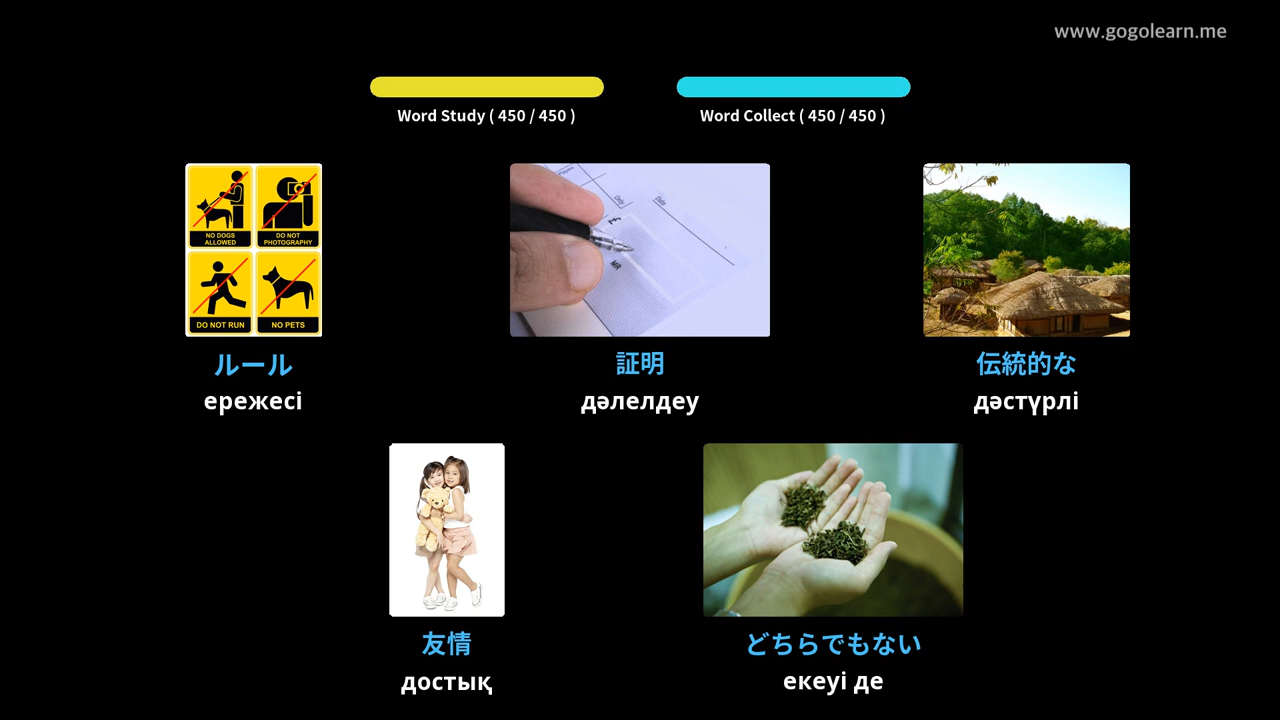 www.gogolearn.me
Word Study ( 450 / 450 )
Word Collect ( 450 / 450 )
NO DOGS
ALLOWED
DO NOT
PHOTOGRAPHY
DO NOT RUN
NO PETS
Only
Date
ルール
ережесі
証明
дәлелдеу
伝統的な
дәстүрлі
友情
достық
どちらでもない
екеуі де